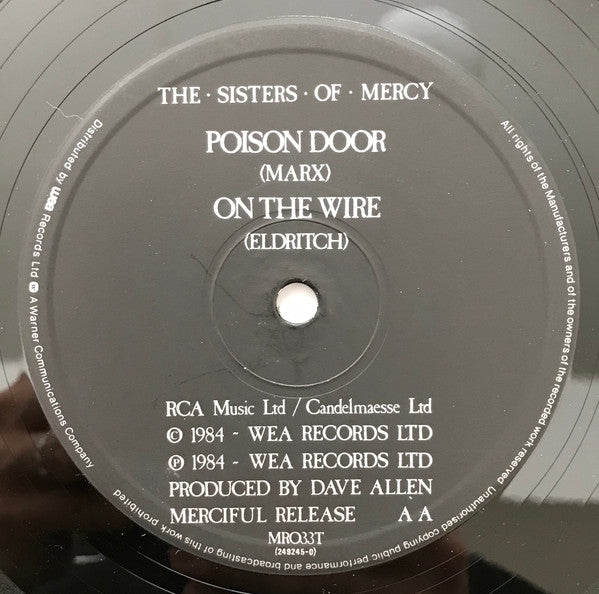 THE · SISTERS · OF · MERCY
POISON DOOR
(MARX)
ON THE WIRE
(ELDRITCH)
RCA Music Ltd / Candelmaesse Ltd
© 1984 - WEA RECORDS LTD
℗ 1984 - WEA RECORDS LTD
PRODUCED BY DAVE ALLEN
MERCIFUL RELEASE A A
MR033T
(249245-0)
All rights of the Manufacturers and of the owners of the recorded work reserved Unauthorised copying public performance and broadcasting of this work prohibited
Distributed by wea Records Ltd A Warner Communications Company